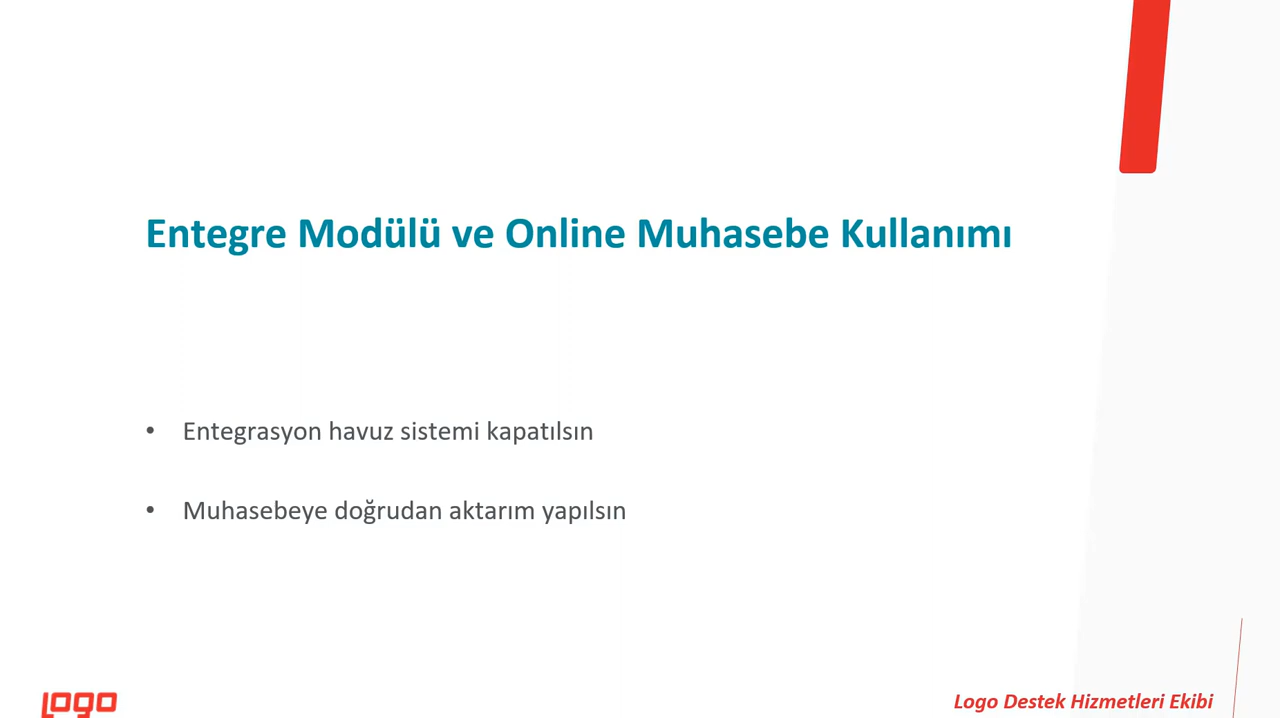 Entegre Modülü ve Online Muhasebe Kullanımı
• Entegrasyon havuz sistemi kapatılsın
• Muhasebeye doğrudan aktarım yapılsın
Logo
Logo Destek Hizmetleri Ekibi